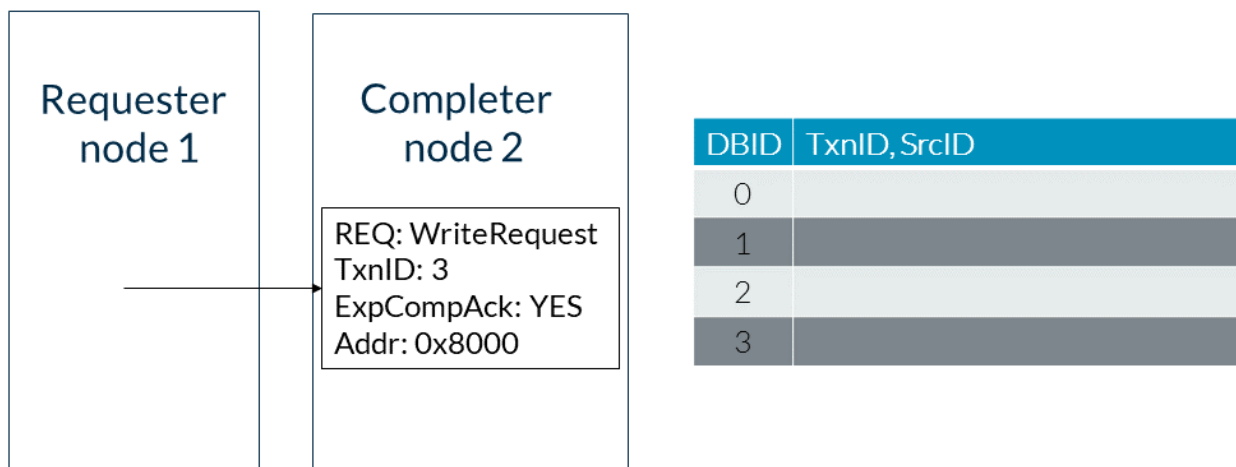 Requester
node 1
Completer
node 2
REQ: WriteRequest
TxnID: 3
ExpCompAck: YES
Addr: 0x8000
DBID TxnID, SrcID
0
1
2
3